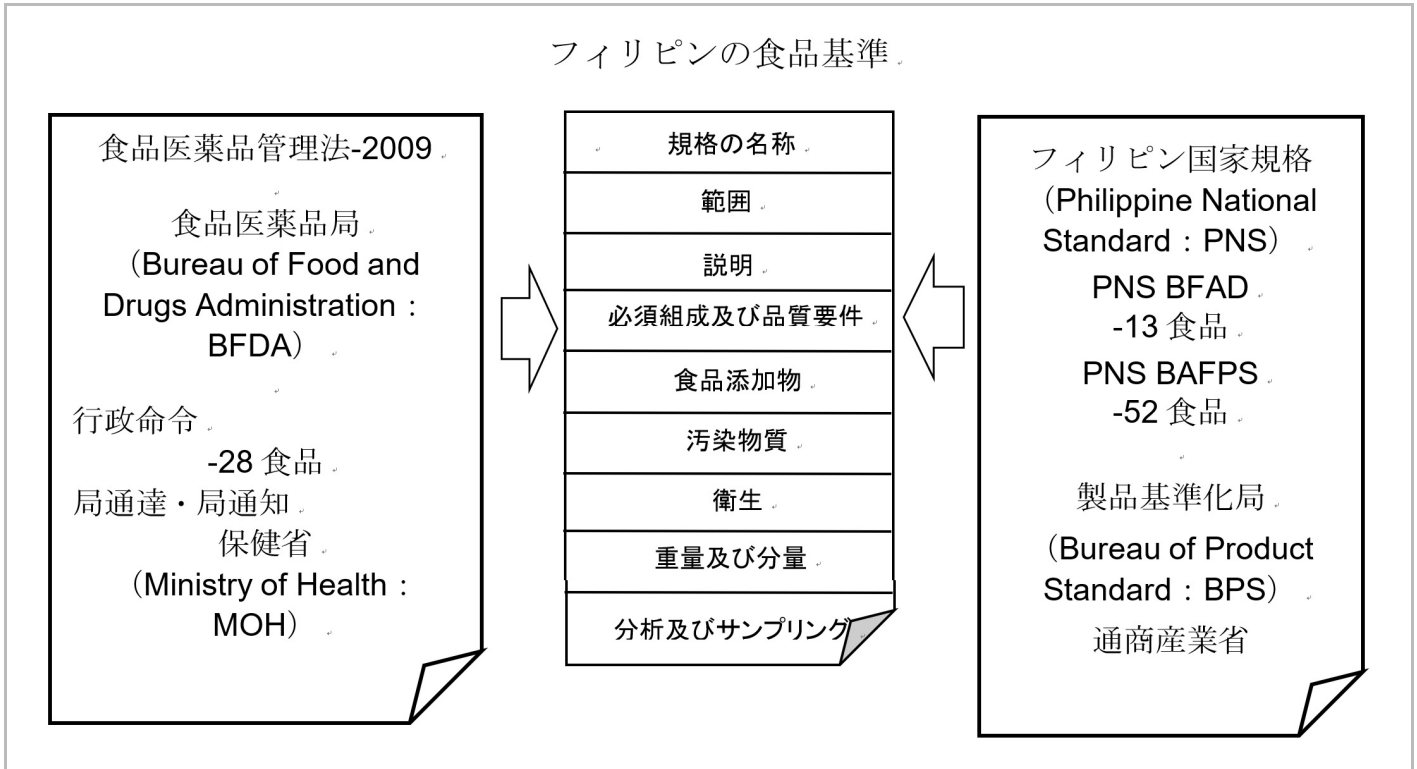 フィリピンの食品基準
食品医薬品管理法-2009
食品医薬品局
（Bureau of Food and
Drugs Administration：
BFDA）
行政命令
-28 食品
局通達・局通知
保健省
（Ministry of Health：
MOH）
規格の名称
範囲
説明
必須組成及び品質要件
食品添加物
汚染物質
衛生
重量及び分量
分析及びサンプリング
フィリピン国家規格
（Philippine National
Standard：PNS）
PNS BFAD
-13 食品
PNS BAFPS
-52 食品
製品基準化局
（Bureau of Product
Standard：BPS）
通商産業省